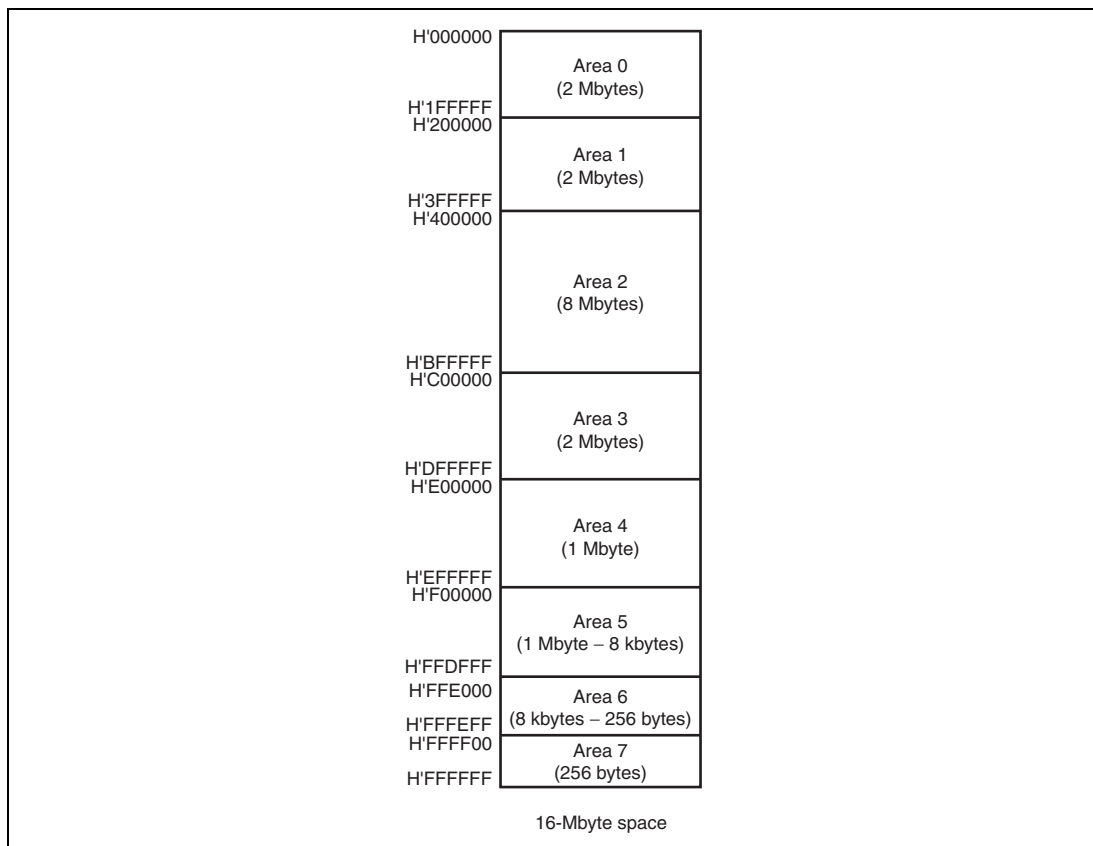 H'000000
Area 0
(2 Mbytes)
H'1FFFFF
H'200000
Area 1
(2 Mbytes)
H'3FFFFF
H'400000
Area 2
(8 Mbytes)
H'BFFFFF
H'C00000
Area 3
(2 Mbytes)
H'DFFFFF
H'E00000
Area 4
(1 Mbyte)
H'EFFFFF
H'F00000
Area 5
(1 Mbyte – 8 kbytes)
H'FFDFFF
H'FFE000
Area 6
(8 kbytes – 256 bytes)
H'FFFEFF
H'FFFF00
Area 7
(256 bytes)
H'FFFFFF
16-Mbyte space